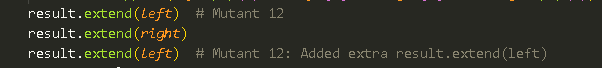 result.extend(left)  # Mutant 12
result.extend(right)
result.extend(left)  # Mutant 12: Added extra result.extend(left)